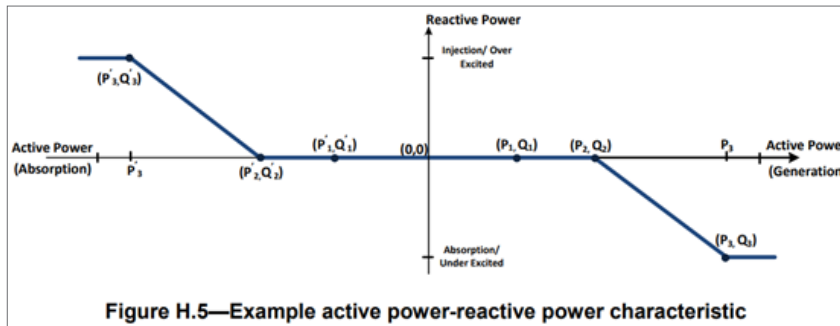 Reactive Power
Injection/ Over
Excited
(P'3,Q'3)
Active Power
(Absorption)
P'3
(P'2,Q'2)
(P'1,Q'1)
(0,0)
(P1, Q1)
(P2, Q2)
P3
Active Power
(Generation)
Absorption/
Under Excited
(P3, Q3)
Figure H.5—Example active power-reactive power characteristic